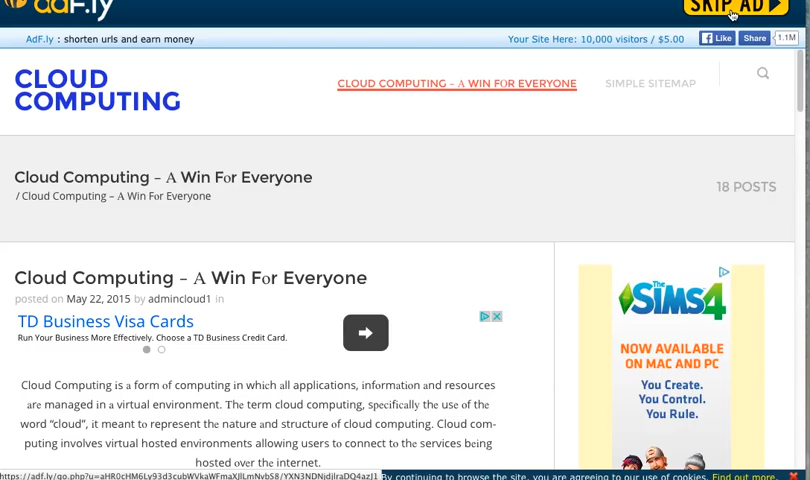 adF.ly
SKIP AD
AdF.ly : shorten urls and earn money
Your Site Here: 10,000 visitors / $5.00
Like
Share
1.1M
CLOUD
COMPUTING
CLOUD COMPUTING – A WIN FOR EVERYONE
SIMPLE SITEMAP
Cloud Computing – A Win For Everyone
/ Cloud Computing – A Win For Everyone
18 POSTS
Cloud Computing – A Win For Everyone
posted on May 22, 2015 by admincloud1 in
TD Business Visa Cards
Run Your Business More Effectively. Choose a TD Business Credit Card.
Cloud Computing is a form of computing in which all applications, information and resources
are managed in a virtual environment. The term cloud computing, specifically the use of the
word “cloud”, it meant to represent the nature and structure of cloud computing. Cloud com-
puting involves virtual hosted environments allowing users to connect to the services being
hosted over the internet.
The
SIMS4
NOW AVAILABLE
ON MAC AND PC
You Create.
You Control.
You Rule.
By continuing to browse the site, you are agreeing to our use of cookies. Find out more.